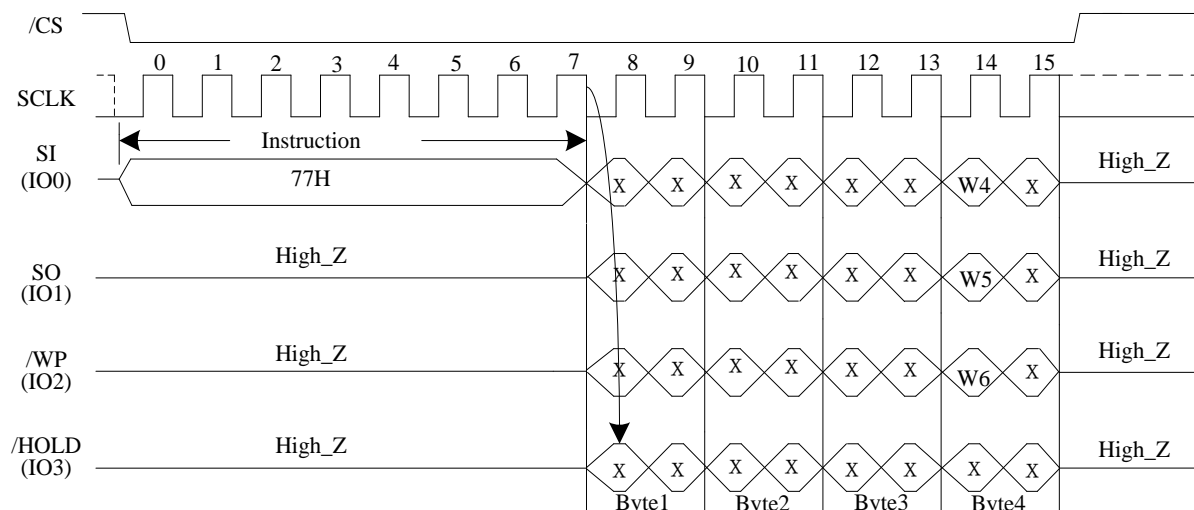 /CS
0 1 2 3 4 5 6 7 8 9 10 11 12 13 14 15
SCLK
Instruction
SI
(IO0)
77H
X X X X X X W4 X
High_Z
SO
(IO1)
High_Z
X X X X X X W5 X
High_Z
/WP
(IO2)
High_Z
X X X X X X W6 X
High_Z
/HOLD
(IO3)
High_Z
X X X X X X X X
High_Z
Byte1 Byte2 Byte3 Byte4